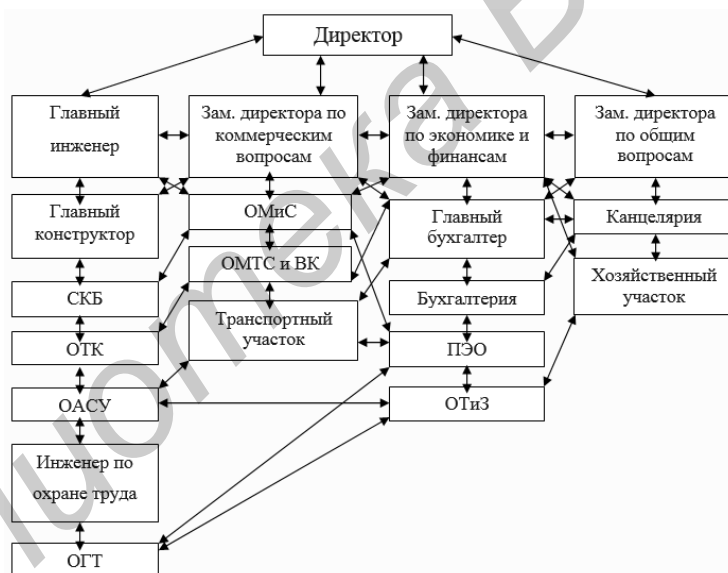 Директор
Главный
инженер
Зам. директора по
коммерческим
вопросам
Зам. директора
по экономике и
финансам
Зам. директора
по общим
вопросам
Главный
конструктор
ОМиС
Главный
бухгалтер
Канцелярия
СКБ
ОМТС и ВК
Бухгалтерия
Хозяйственный
участок
ОТК
Транспортный
участок
ПЭО
ОАСУ
ОТиЗ
Инженер по
охране труда
ОГТ